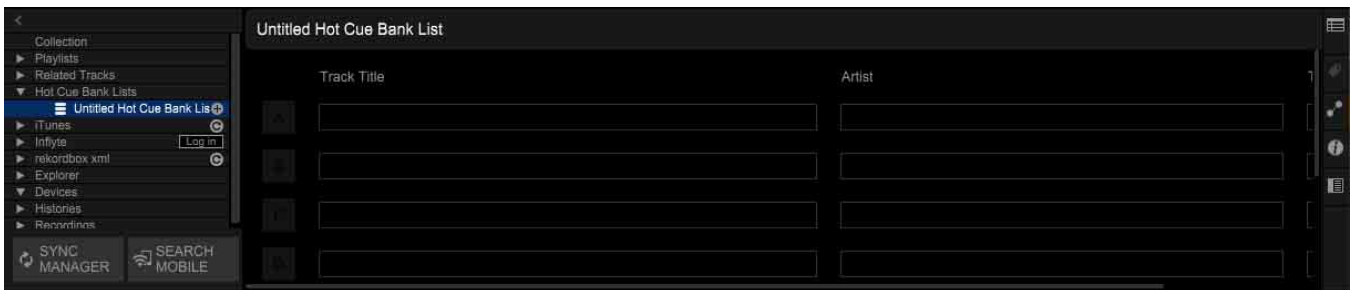 Collection
Playlists
Related Tracks
Hot Cue Bank Lists
Untitled Hot Cue Bank Lis
iTunes
Inflyte Log in
rekordbox xml
Explorer
Devices
Histories
Recordings
SYNC
MANAGER
SEARCH
MOBILE
Untitled Hot Cue Bank List
Track Title Artist
A
B
C
D